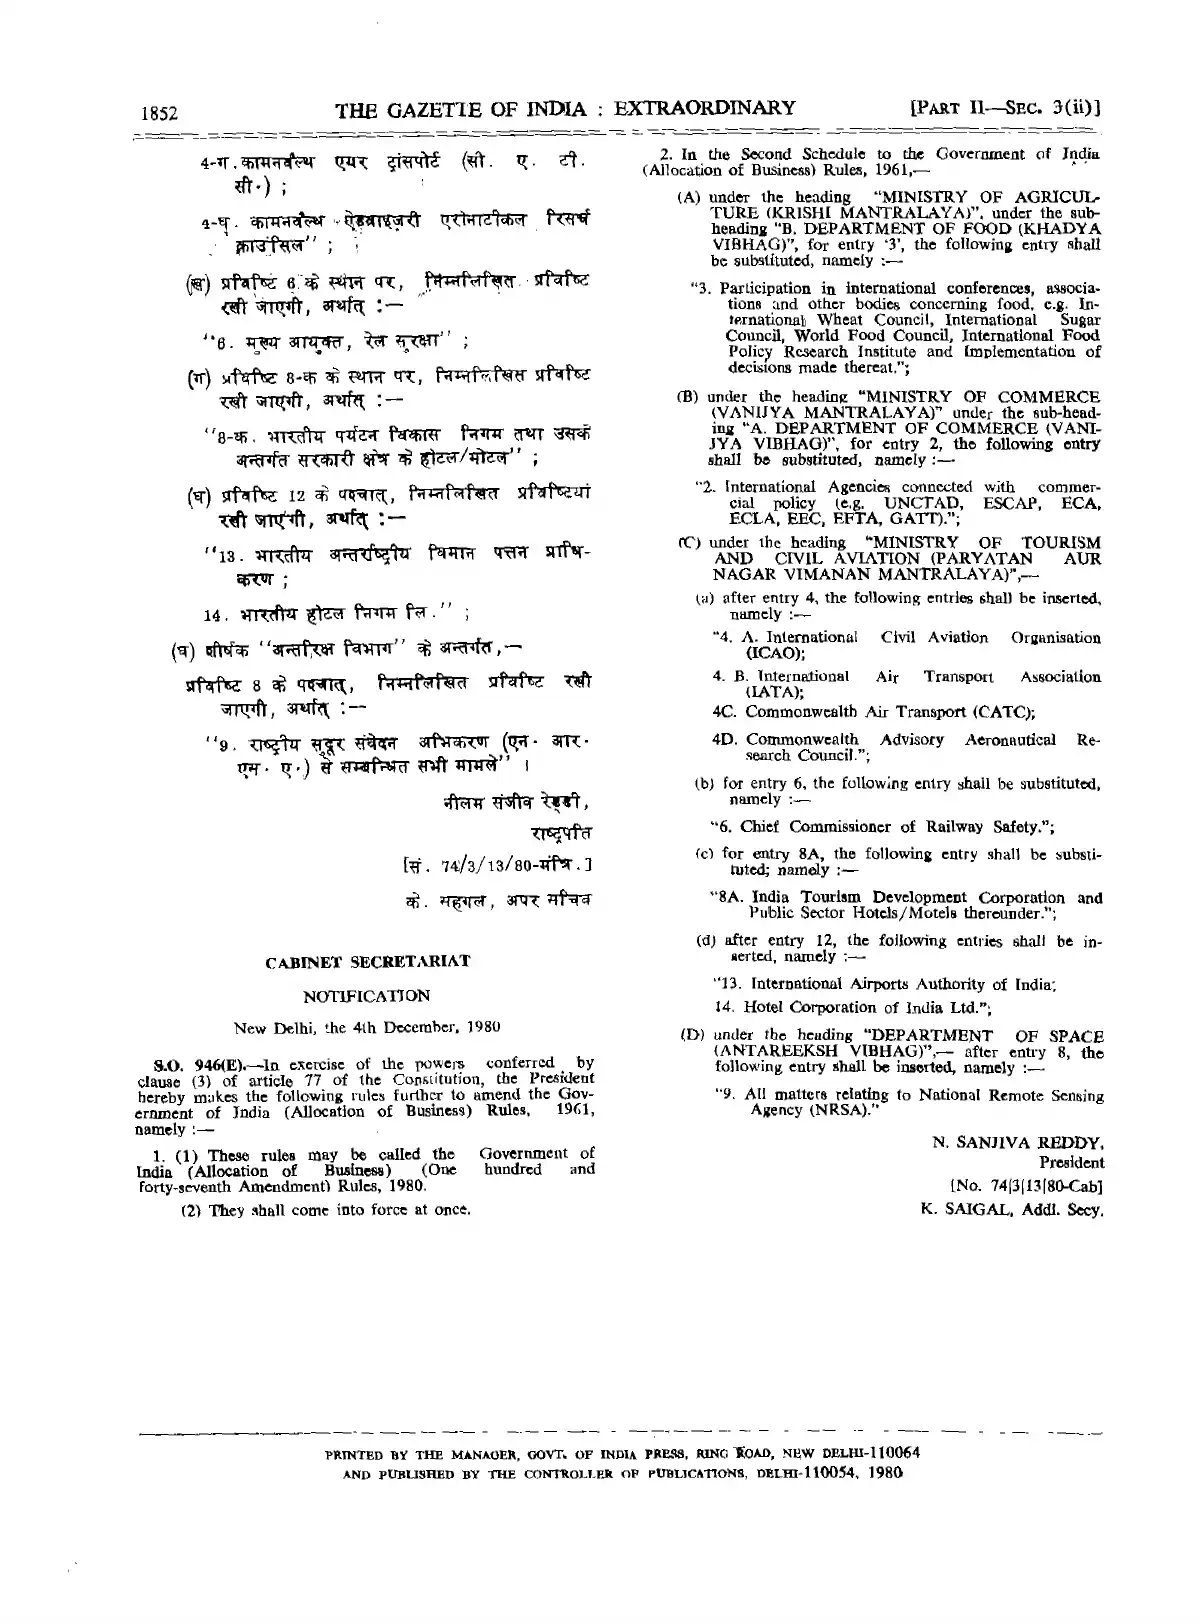 1852 THE GAZETTE OF INDIA : EXTRAORDINARY [PART II—SEC. 3(ii)]
4-ग. कामनवेल्थ एयर ट्रांसपोर्ट (सी. ए. टी.
सी.) ;
4-घ. कामनवेल्थ ऐडवाइज़री एरोनाटीकल रिसर्च
क्राउंसिल'' ;
(ख) प्रविष्टि 6 के स्थान पर, निम्नलिखित प्रविष्टि
रखी जाएगी, अर्थात् :—
''6. मुख्य आयुक्त, रेल सुरक्षा'' ;
(ग) प्रविष्टि 8-क के स्थान पर, निम्नलिखित प्रविष्टि
रखी जाएगी, अर्थात् :—
''8-क. भारतीय पर्यटन विकास निगम तथा उसके
अन्तर्गत सरकारी क्षेत्र के होटल/मोटल'' ;
(घ) प्रविष्टि 12 के पश्चात्, निम्नलिखित प्रविष्टियां
रखी जाएंगी, अर्थात् :—
''13. भारतीय अन्तर्राष्ट्रीय विमान पत्तन प्राधि-
करण ;
14. भारतीय होटल निगम लि.'' ;
(घ) शीर्षक ''अन्तरिक्ष विभाग'' के अन्तर्गत,—
प्रविष्टि 8 के पश्चात्, निम्नलिखित प्रविष्टि रखी
जाएगी, अर्थात् :—
''9. राष्ट्रीय सुदूर संवेदन अभिकरण (एन. आर.
एम. ए.) से सम्बन्धित सभी मामले'' ।
नीलम संजीव रेड्डी,
राष्ट्रपति
[सं. 74/3/13/80-मंत्रि.]
के. सहगल, अपर सचिव
CABINET SECRETARIAT
NOTIFICATION
New Delhi, the 4th December, 1980
S.O. 946(E).—In exercise of the powers conferred by
clause (3) of article 77 of the Constitution, the President
hereby makes the following rules further to amend the Gov-
ernment of India (Allocation of Business) Rules, 1961,
namely :—
1. (1) These rules may be called the Government of
India (Allocation of Business) (One hundred and
forty-seventh Amendment) Rules, 1980.
(2) They shall come into force at once.
2. In the Second Schedule to the Government of India
(Allocation of Business) Rules, 1961,—
(A) under the heading "MINISTRY OF AGRICUL-
TURE (KRISHI MANTRALAYA)", under the sub-
heading "B. DEPARTMENT OF FOOD (KHADYA
VIBHAG)", for entry '3', the following entry shall
be substituted, namely :—
"3. Participation in international conferences, associa-
tions and other bodies concerning food, e.g. In-
ternational Wheat Council, International Sugar
Council, World Food Council, International Food
Policy Research Institute and Implementation of
decisions made thereat.";
(B) under the heading "MINISTRY OF COMMERCE
(VANIJYA MANTRALAYA)" under the sub-head-
ing "A. DEPARTMENT OF COMMERCE (VANI-
JYA VIBHAG)", for entry 2, the following entry
shall be substituted, namely :—
"2. International Agencies connected with commer-
cial policy (e.g. UNCTAD, ESCAP, ECA,
ECLA, EEC, EFTA, GATT).";
(C) under the heading "MINISTRY OF TOURISM
AND CIVIL AVIATION (PARYATAN AUR
NAGAR VIMANAN MANTRALAYA)",—
(a) after entry 4, the following entries shall be inserted,
namely :—
"4. A. International Civil Aviation Organisation
(ICAO);
4. B. International Air Transport Association
(IATA);
4C. Commonwealth Air Transport (CATC);
4D. Commonwealth Advisory Aeronautical Re-
search Council.";
(b) for entry 6, the following entry shall be substituted,
namely :—
"6. Chief Commissioner of Railway Safety.";
(c) for entry 8A, the following entry shall be substi-
tuted; namely :—
"8A. India Tourism Development Corporation and
Public Sector Hotels/Motels thereunder.";
(d) after entry 12, the following entries shall be in-
serted, namely :—
"13. International Airports Authority of India;
14. Hotel Corporation of India Ltd.";
(D) under the heading "DEPARTMENT OF SPACE
(ANTAREEKSH VIBHAG)",— after entry 8, the
following entry shall be inserted, namely :—
"9. All matters relating to National Remote Sensing
Agency (NRSA)."
N. SANJIVA REDDY,
President
[No. 74|3|13|80-Cab]
K. SAIGAL, Addl. Secy.
PRINTED BY THE MANAGER, GOVT. OF INDIA PRESS, RING ROAD, NEW DELHI-110064
AND PUBLISHED BY THE CONTROLLER OF PUBLICATIONS, DELHI-110054, 1980